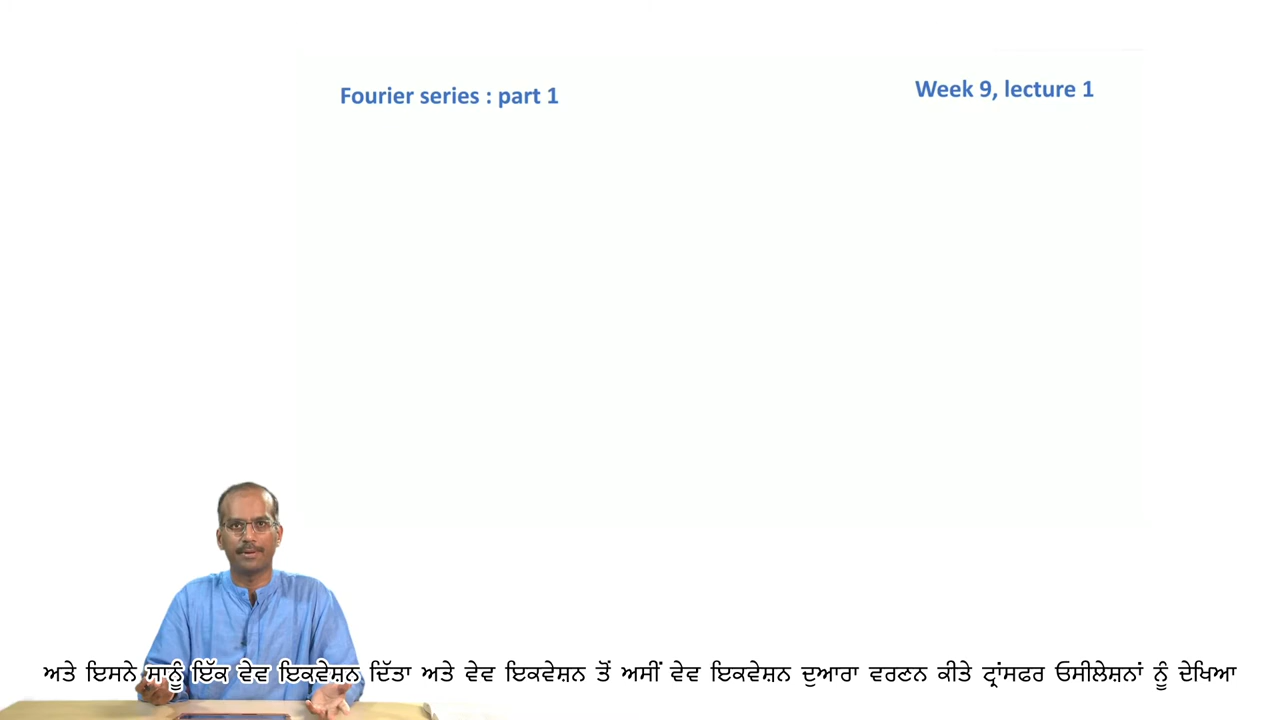 Fourier series : part 1
Week 9, lecture 1
ਅਤੇ ਇਸਨੇ ਸਾਨੂੰ ਇੱਕ ਵੇਵ ਇਕਵੇਸ਼ਨ ਦਿੱਤਾ ਅਤੇ ਵੇਵ ਇਕਵੇਸ਼ਨ ਤੋਂ ਅਸੀਂ ਵੇਵ ਇਕਵੇਸ਼ਨ ਦੁਆਰਾ ਵਰਣਨ ਕੀਤੇ ਟ੍ਰਾਂਸਫਰ ਓਸੀਲੇਸ਼ਨਾਂ ਨੂੰ ਦੇਖਿਆ